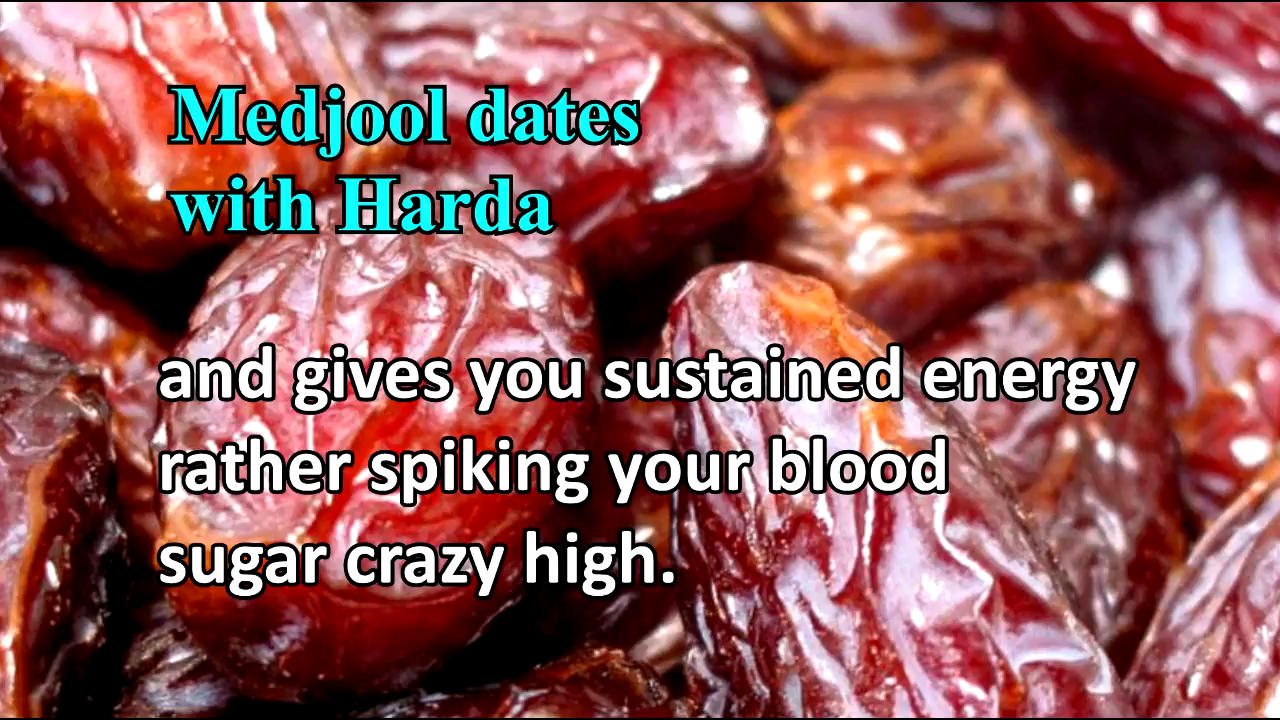 Medjool dates
with Harda
and gives you sustained energy
rather spiking your blood
sugar crazy high.